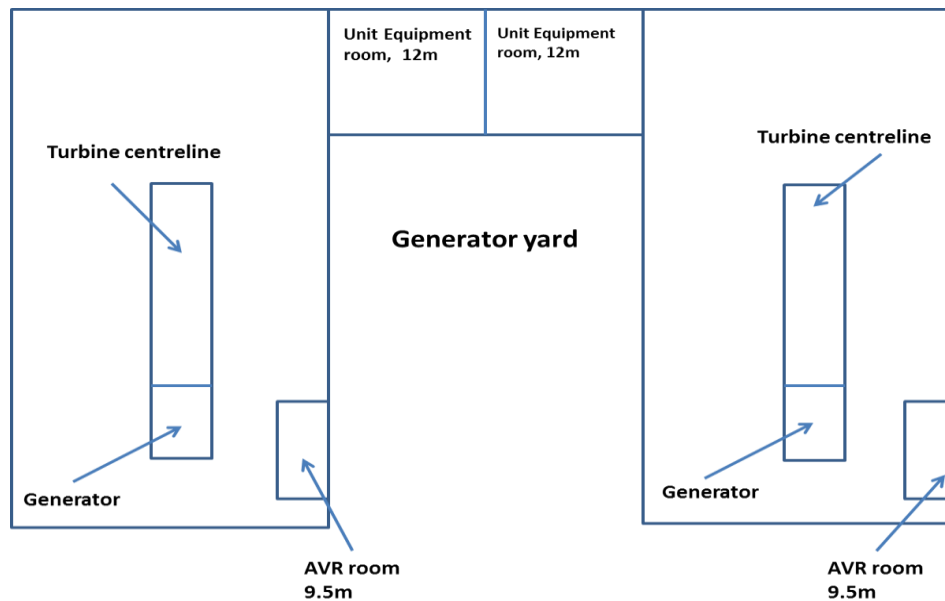 Unit Equipment
room, 12m
Unit Equipment
room, 12m
Turbine centreline
Turbine centreline
Generator yard
Generator
Generator
AVR room
9.5m
AVR room
9.5m